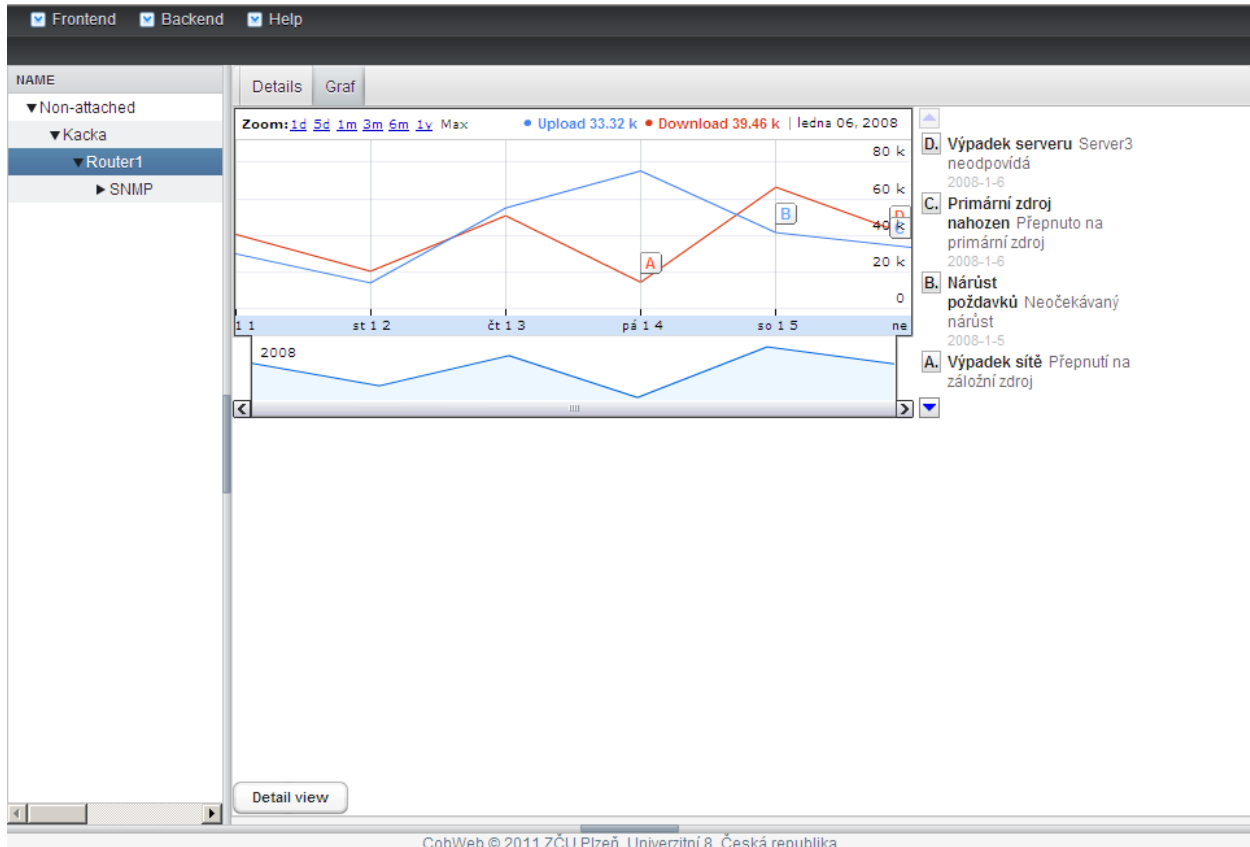 Frontend Backend Help
NAME
Non-attached
Kacka
Router1
SNMP
Details Graf
Zoom: 1d 5d 1m 3m 6m 1y Max Upload 33.32 k Download 39.46 k | ledna 06, 2008
80 k
60 k
40 k
20 k
0
A
B
D
C
1 1 st 1 2 čt 1 3 pá 1 4 so 1 5 ne
2008
D. Výpadek serveru Server3
neodpovídá
2008-1-6
C. Primární zdroj
nahozen Přepnuto na
primární zdroj
2008-1-6
B. Nárůst
poždavků Neočekávaný
nárůst
2008-1-5
A. Výpadek sítě Přepnutí na
záložní zdroj
Detail view
CobWeb © 2011 ZČU Plzeň, Univerzitní 8, Česká republika